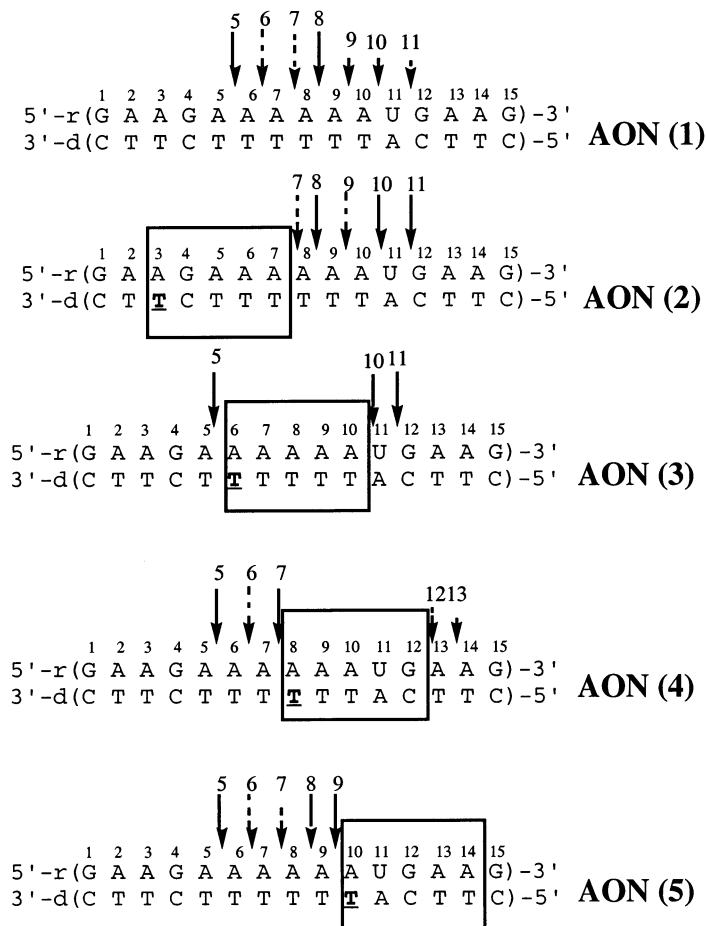 5 6 7 8 9 10 11
1 2 3 4 5 6 7 8 9 10 11 12 13 14 15
5'-r(G A A G A A A A A A U G A A G)-3'
3'-d(C T T C T T T T T T A C T T C)-5' AON (1)
7 8 9 10 11
1 2 3 4 5 6 7 8 9 10 11 12 13 14 15
5'-r(G A A G A A A A A A U G A A G)-3'
3'-d(C T T C T T T T T T A C T T C)-5' AON (2)
5 10 11
1 2 3 4 5 6 7 8 9 10 11 12 13 14 15
5'-r(G A A G A A A A A A U G A A G)-3'
3'-d(C T T C T T T T T T A C T T C)-5' AON (3)
5 6 7 12 13
1 2 3 4 5 6 7 8 9 10 11 12 13 14 15
5'-r(G A A G A A A A A A U G A A G)-3'
3'-d(C T T C T T T T T T A C T T C)-5' AON (4)
5 6 7 8 9
1 2 3 4 5 6 7 8 9 10 11 12 13 14 15
5'-r(G A A G A A A A A A U G A A G)-3'
3'-d(C T T C T T T T T T A C T T C)-5' AON (5)